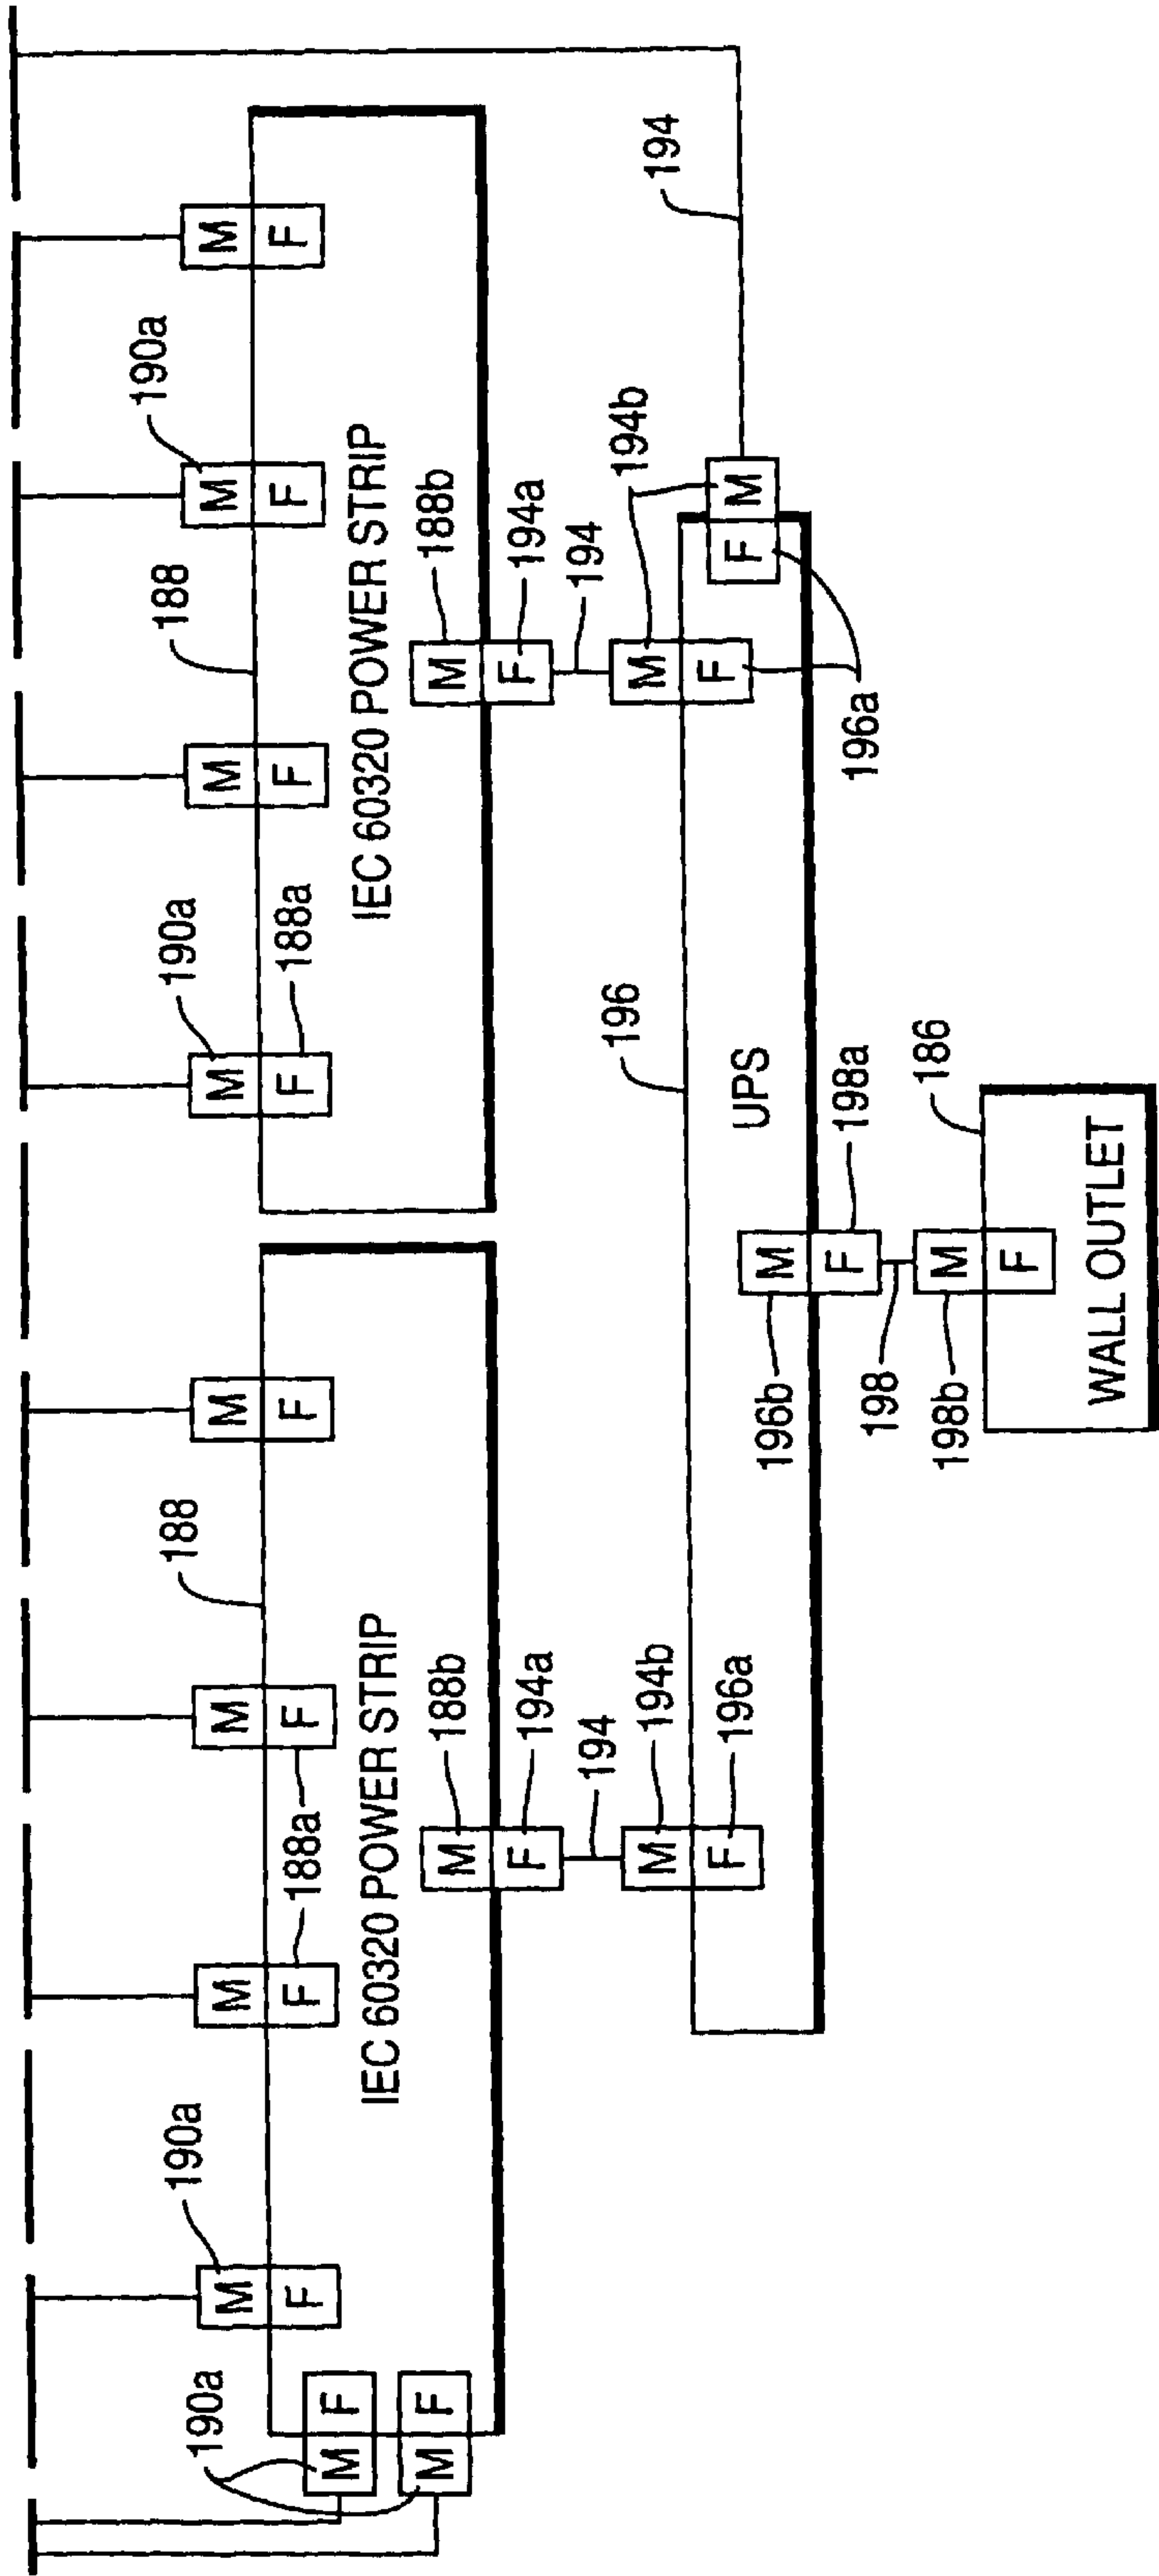 190a
190a
188
190a
188
190a
M M M M M M M M
F F 188a F F F 188a F F F
M F
M F
IEC 60320 POWER STRIP
IEC 60320 POWER STRIP
M 188b
M 188b
F 194a
F 194a
194
194
194
M 194b
M 194b
196
F 196a
F
F M
UPS
196a
196b M
F 198a
198
198b M
186
F
WALL OUTLET